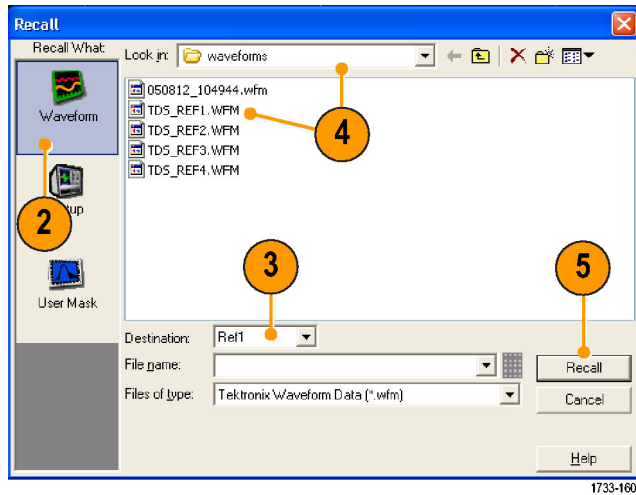 Recall
Recall What:
Look in:
waveforms
Waveform
050812_104944.wfm
TDS_REF1.WFM
TDS_REF2.WFM
TDS_REF3.WFM
TDS_REF4.WFM
4
2
tup
User Mask
3
5
Destination:
Ref1
File name:
Recall
Files of type:
Tektronix Waveform Data (*.wfm)
Cancel
Help
1733-160